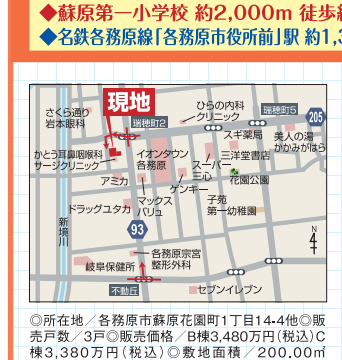 ◆蘇原第一小学校 約2,000m 徒歩
◆名鉄各務原線「各務原市役所前」駅 約1,3
現地
さくら通り
岩本眼科
瑞穂町2
ひらの内科
クリニック
瑞穂町5
205
スギ薬局
美人の湯
かかみがはら
かとう耳鼻咽喉科
サージクリニック
イオンタウン
各務原
スーパー
三心
三洋堂書店
アミカ
ゲンキー
花園公園
マックス
バリュ
子苑
第一幼稚園
ドラッグユタカ
新境川
93
N
4
各務原宗宮
整形外科
岐阜保健所
不動丘
セブンイレブン
◎所在地／各務原市蘇原花園町1丁目14-4他◎販
売戸数／3戸◎販売価格／B棟3,480万円(税込)C
棟3,380万円(税込)◎敷地面積／200.00㎡